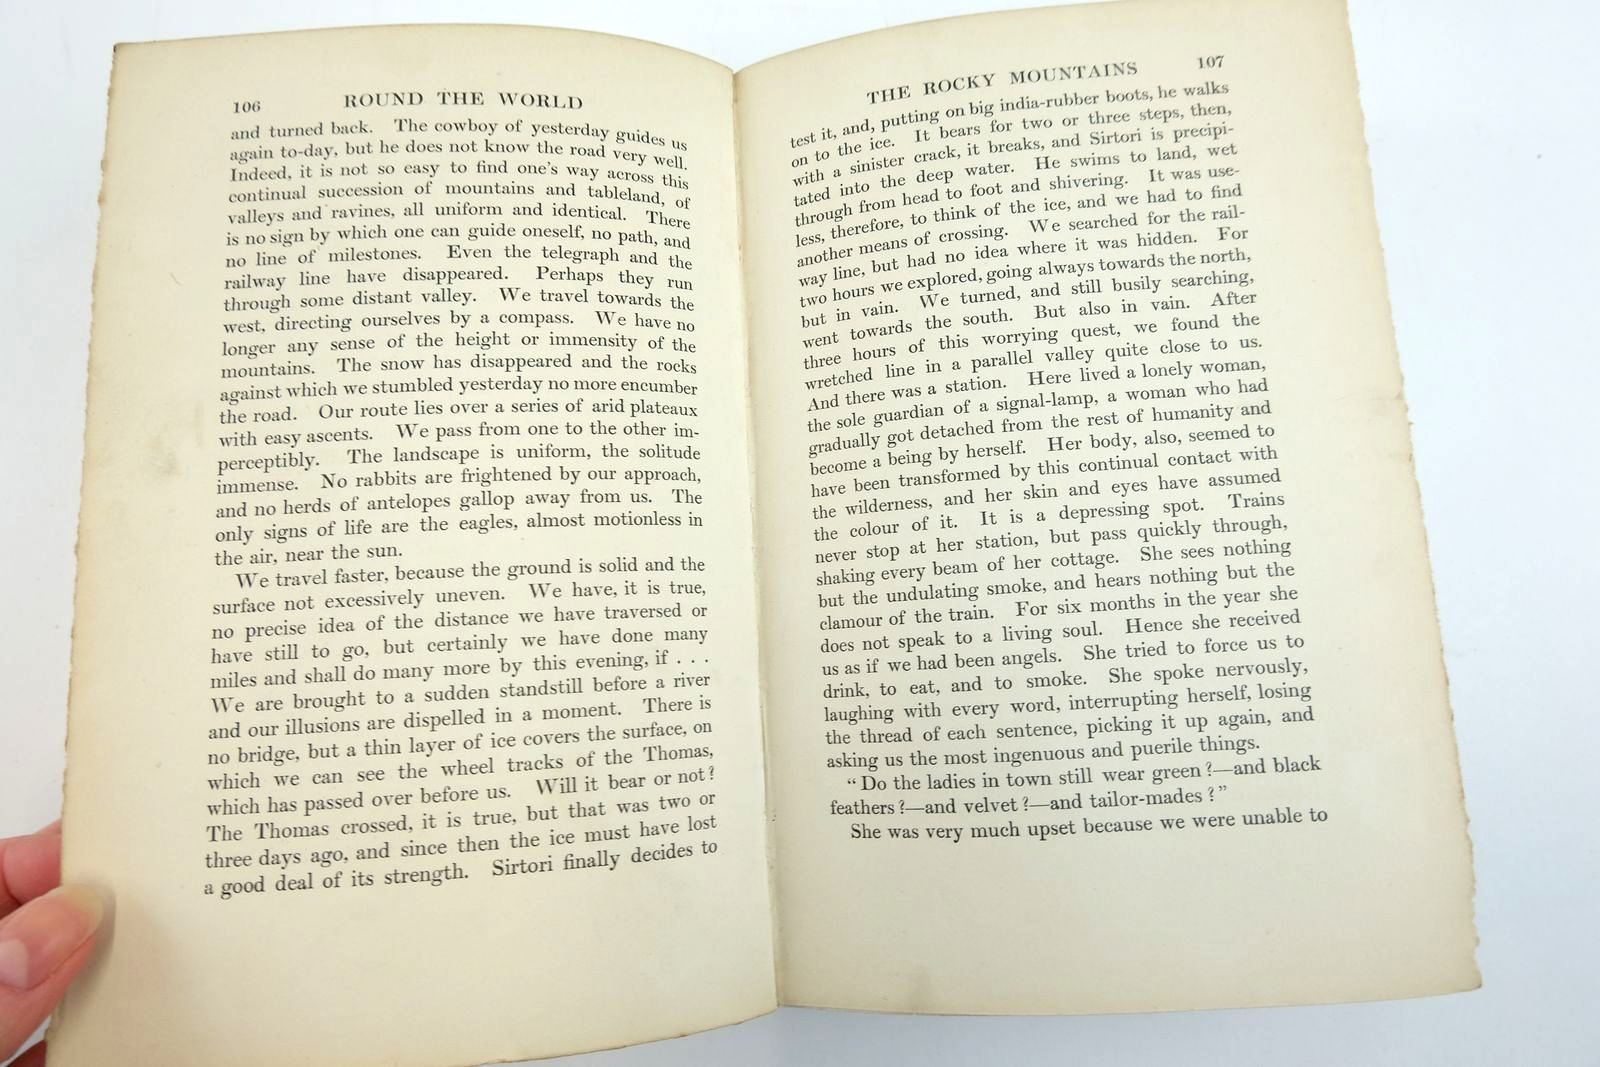 106 ROUND THE WORLD
and turned back. The cowboy of yesterday guides us
again to-day, but he does not know the road very well.
Indeed, it is not so easy to find one's way across this
continual succession of mountains and tableland, of
valleys and ravines, all uniform and identical. There
is no sign by which one can guide oneself, no path, and
no line of milestones. Even the telegraph and the
railway line have disappeared. Perhaps they run
through some distant valley. We travel towards the
west, directing ourselves by a compass. We have no
longer any sense of the height or immensity of the
mountains. The snow has disappeared and the rocks
against which we stumbled yesterday no more encumber
the road. Our route lies over a series of arid plateaux
with easy ascents. We pass from one to the other im-
perceptibly. The landscape is uniform, the solitude
immense. No rabbits are frightened by our approach,
and no herds of antelopes gallop away from us. The
only signs of life are the eagles, almost motionless in
the air, near the sun.
We travel faster, because the ground is solid and the
surface not excessively uneven. We have, it is true,
no precise idea of the distance we have traversed or
have still to go, but certainly we have done many
miles and shall do many more by this evening, if . . .
We are brought to a sudden standstill before a river
and our illusions are dispelled in a moment. There is
no bridge, but a thin layer of ice covers the surface, on
which we can see the wheel tracks of the Thomas,
which has passed over before us. Will it bear or not?
The Thomas crossed, it is true, but that was two or
three days ago, and since then the ice must have lost
a good deal of its strength. Sirtori finally decides to
THE ROCKY MOUNTAINS 107
test it, and, putting on big india-rubber boots, he walks
on to the ice. It bears for two or three steps, then,
with a sinister crack, it breaks, and Sirtori is precipi-
tated into the deep water. He swims to land, wet
through from head to foot and shivering. It was use-
less, therefore, to think of the ice, and we had to find
another means of crossing. We searched for the rail-
way line, but had no idea where it was hidden. For
two hours we explored, going always towards the north,
but in vain. We turned, and still busily searching,
went towards the south. But also in vain. After
three hours of this worrying quest, we found the
wretched line in a parallel valley quite close to us.
And there was a station. Here lived a lonely woman,
the sole guardian of a signal-lamp, a woman who had
gradually got detached from the rest of humanity and
become a being by herself. Her body, also, seemed to
have been transformed by this continual contact with
the wilderness, and her skin and eyes have assumed
the colour of it. It is a depressing spot. Trains
never stop at her station, but pass quickly through,
shaking every beam of her cottage. She sees nothing
but the undulating smoke, and hears nothing but the
clamour of the train. For six months in the year she
does not speak to a living soul. Hence she received
us as if we had been angels. She tried to force us to
drink, to eat, and to smoke. She spoke nervously,
laughing with every word, interrupting herself, losing
the thread of each sentence, picking it up again, and
asking us the most ingenuous and puerile things.
"Do the ladies in town still wear green?—and black
feathers?—and velvet?—and tailor-mades?"
She was very much upset because we were unable to